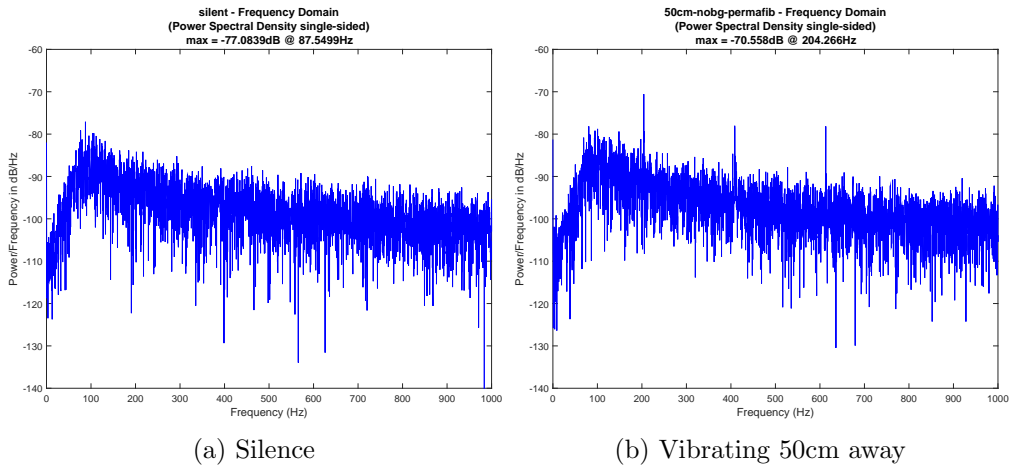 silent - Frequency Domain
(Power Spectral Density single-sided)
max = -77.0839dB @ 87.5499Hz
-60
-70
-80
-90
-100
-110
-120
-130
-140
Power/Frequency in dB/Hz
0 100 200 300 400 500 600 700 800 900 1000
Frequency (Hz)
(a) Silence
50cm-nobg-permafib - Frequency Domain
(Power Spectral Density single-sided)
max = -70.558dB @ 204.266Hz
-60
-70
-80
-90
-100
-110
-120
-130
-140
Power/Frequency in dB/Hz
0 100 200 300 400 500 600 700 800 900 1000
Frequency (Hz)
(b) Vibrating 50cm away